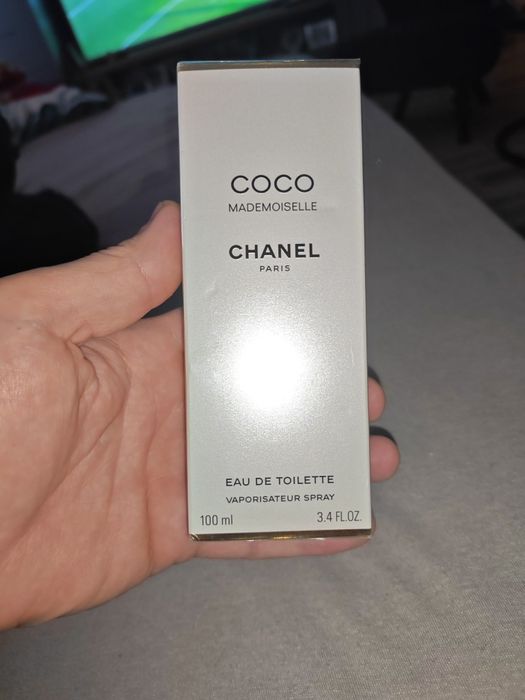 COCO
MADEMOISELLE
CHANEL
PARIS
EAU DE TOILETTE
VAPORISATEUR SPRAY
100 ml 3.4 FL.OZ.